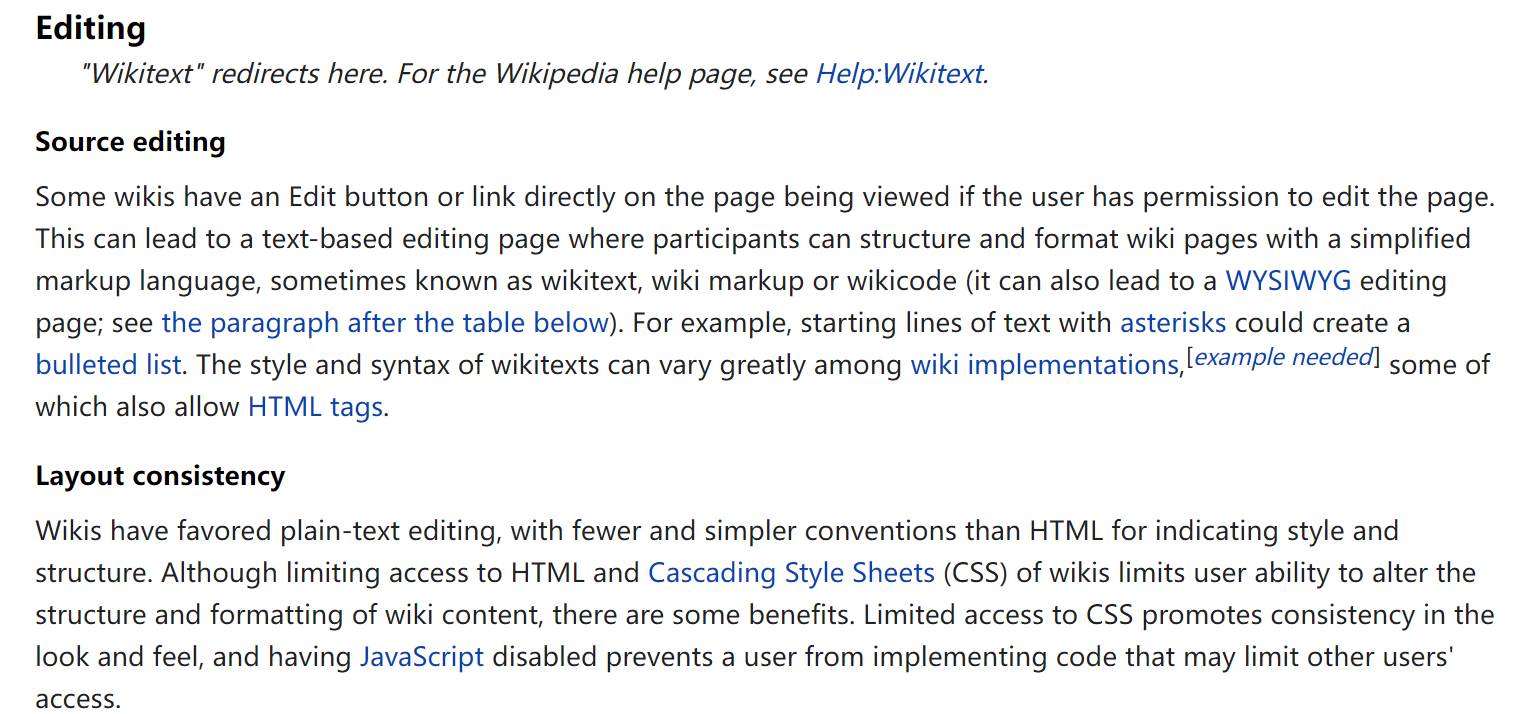 Editing
"Wikitext" redirects here. For the Wikipedia help page, see Help:Wikitext.
Source editing
Some wikis have an Edit button or link directly on the page being viewed if the user has permission to edit the page.
This can lead to a text-based editing page where participants can structure and format wiki pages with a simplified
markup language, sometimes known as wikitext, wiki markup or wikicode (it can also lead to a WYSIWYG editing
page; see the paragraph after the table below). For example, starting lines of text with asterisks could create a
bulleted list. The style and syntax of wikitexts can vary greatly among wiki implementations,[example needed] some of
which also allow HTML tags.
Layout consistency
Wikis have favored plain-text editing, with fewer and simpler conventions than HTML for indicating style and
structure. Although limiting access to HTML and Cascading Style Sheets (CSS) of wikis limits user ability to alter the
structure and formatting of wiki content, there are some benefits. Limited access to CSS promotes consistency in the
look and feel, and having JavaScript disabled prevents a user from implementing code that may limit other users'
access.